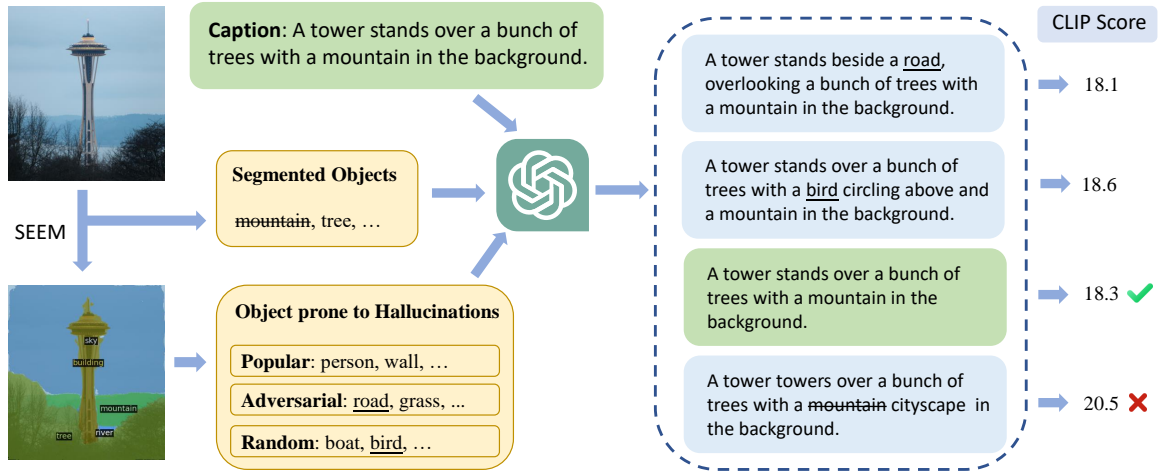 Caption: A tower stands over a bunch of
trees with a mountain in the background.
SEEM
Segmented Objects
mountain, tree, …
sky
building
mountain
tree
river
Object prone to Hallucinations
Popular: person, wall, …
Adversarial: road, grass, ...
Random: boat, bird, …
CLIP Score
A tower stands beside a road,
overlooking a bunch of trees with
a mountain in the background.
18.1
A tower stands over a bunch of
trees with a bird circling above and
a mountain in the background.
18.6
A tower stands over a bunch of
trees with a mountain in the
background.
18.3
A tower towers over a bunch of
trees with a mountain cityscape in
the background.
20.5